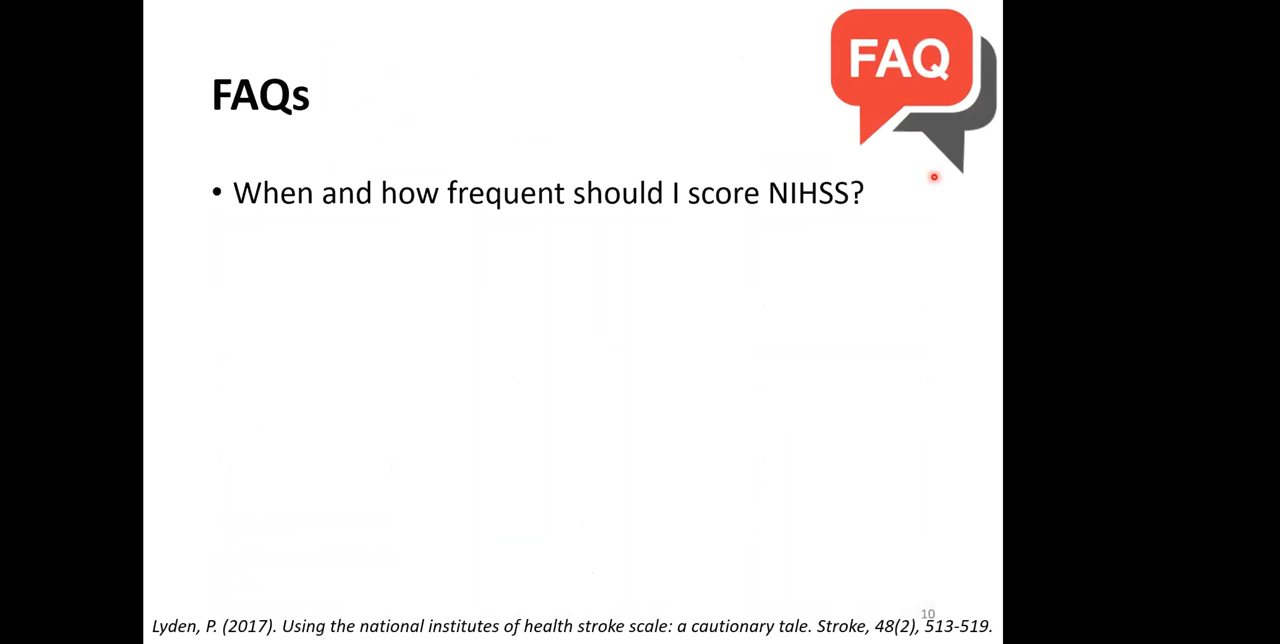 FAQ
FAQs
• When and how frequent should I score NIHSS?
10
Lyden, P. (2017). Using the national institutes of health stroke scale: a cautionary tale. Stroke, 48(2), 513-519.